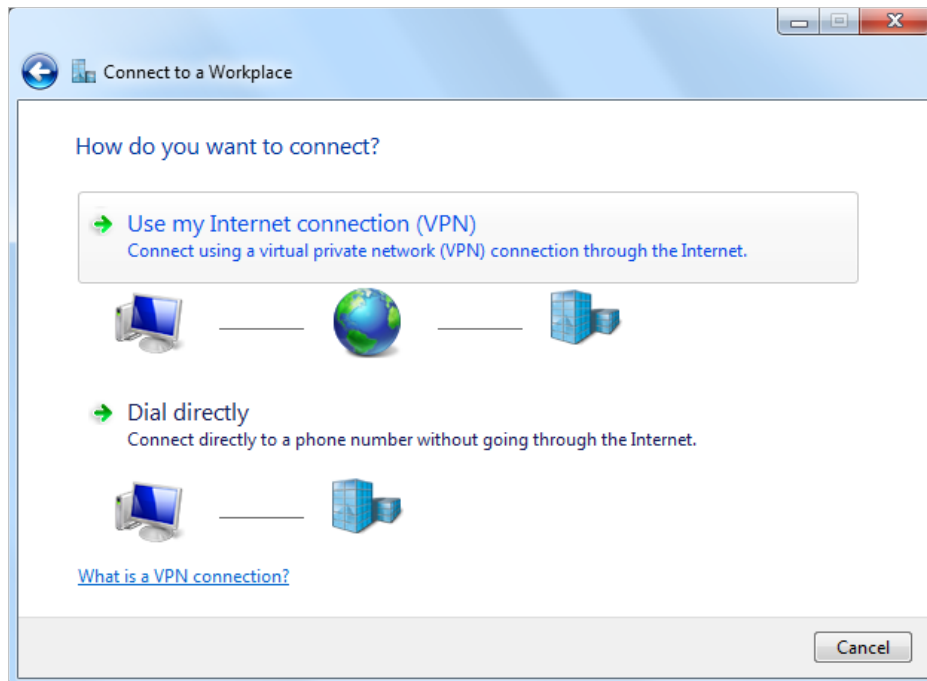 Connect to a Workplace
How do you want to connect?
Use my Internet connection (VPN)
Connect using a virtual private network (VPN) connection through the Internet.
Dial directly
Connect directly to a phone number without going through the Internet.
What is a VPN connection?
Cancel